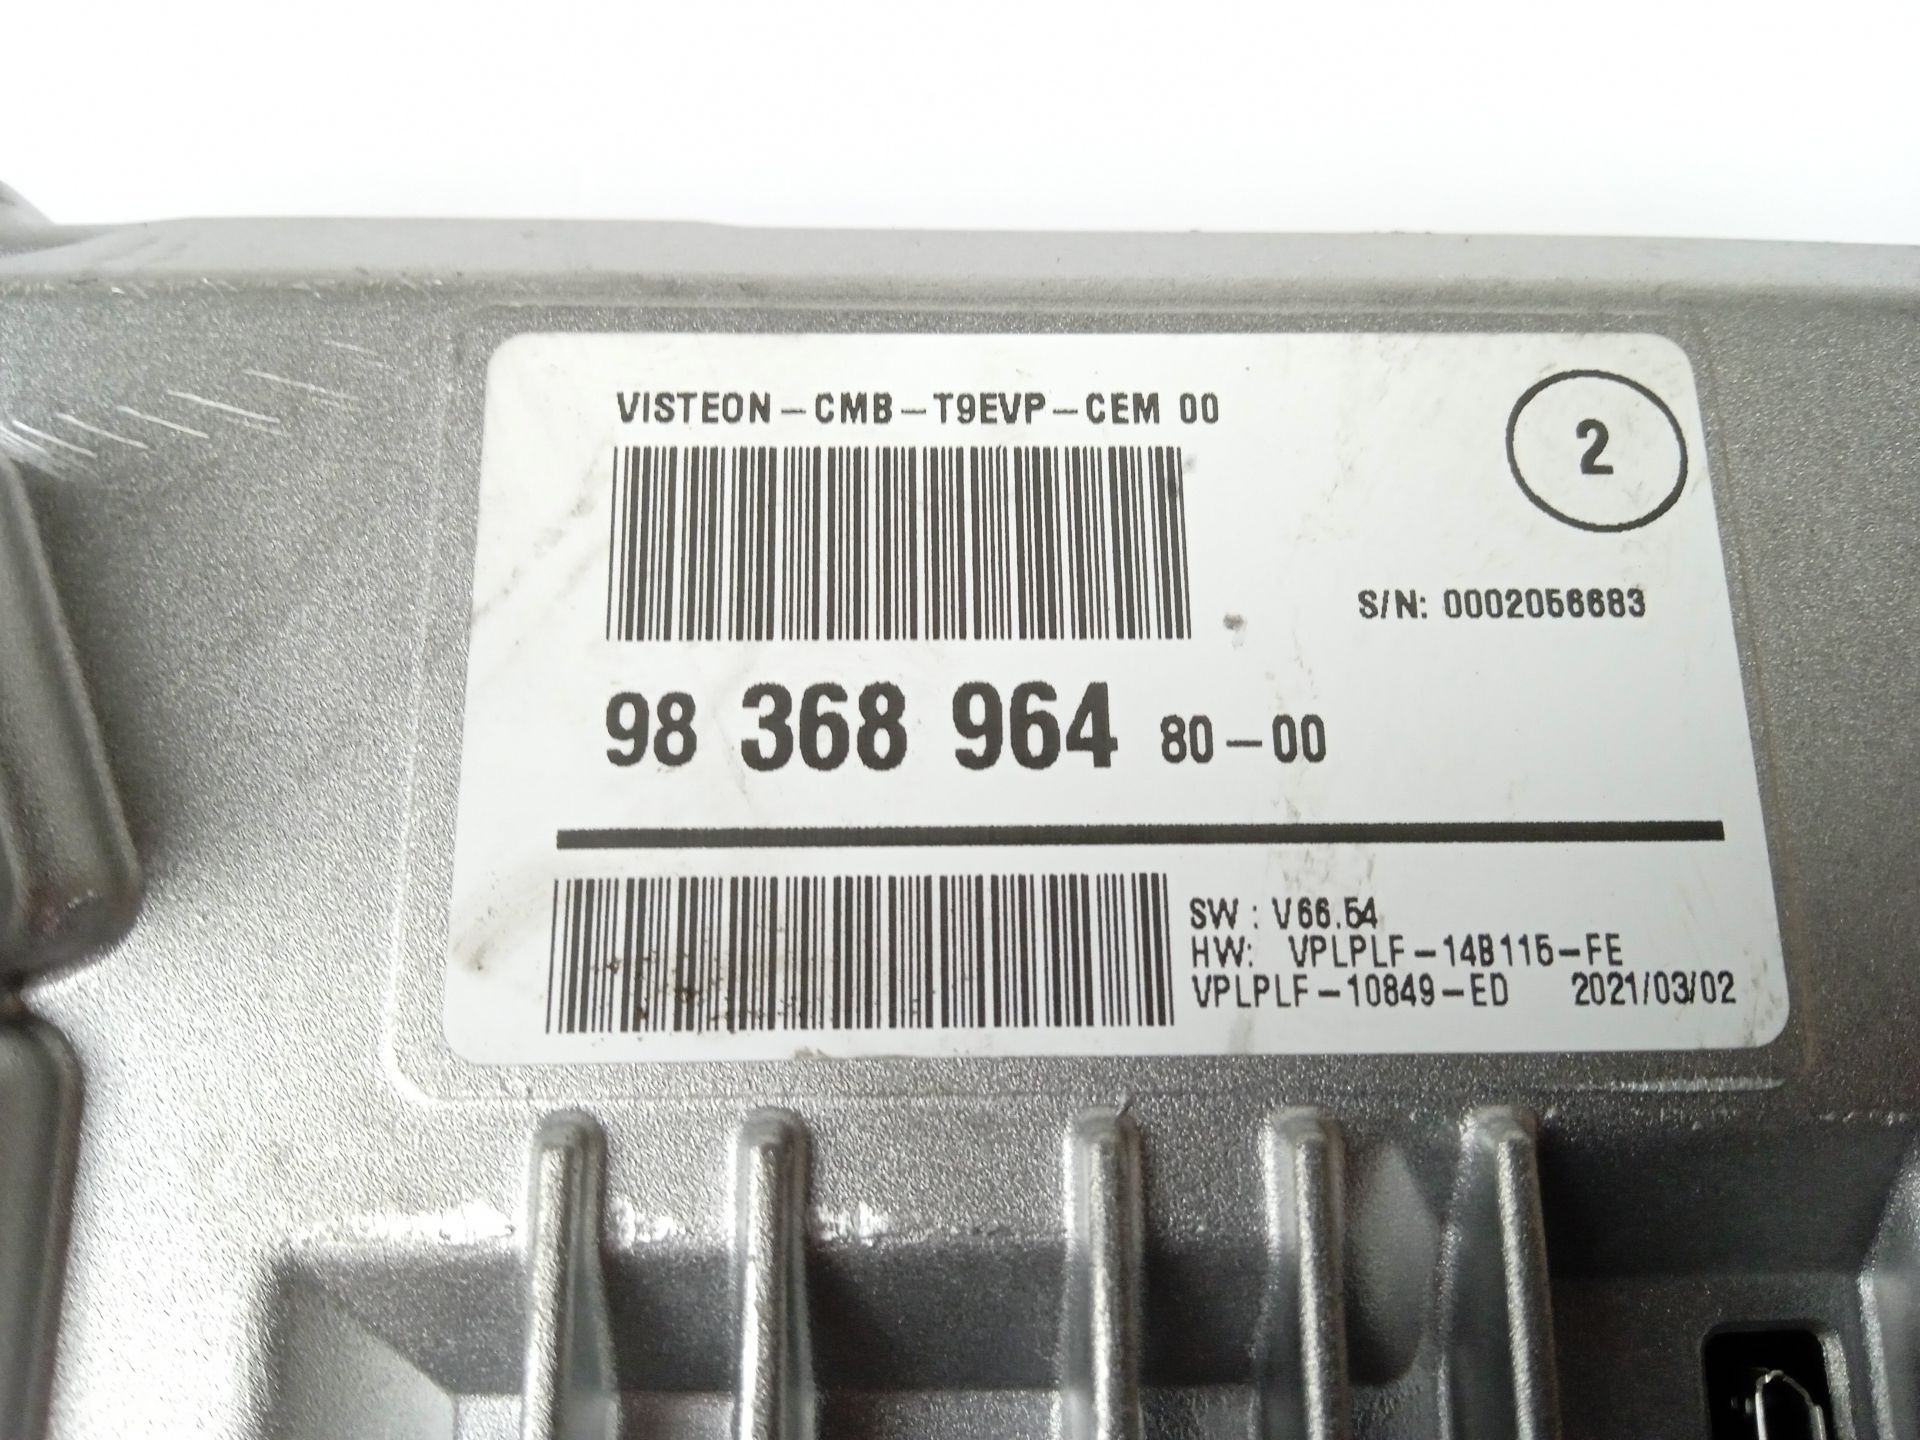 VISTEON-CMB-T9EVP-CEM 00
2
S/N: 0002056683
98 368 964 80-00
SW : V66.54
HW: VPLPLF-14B115-FE
VPLPLF-10849-ED 2021/03/02